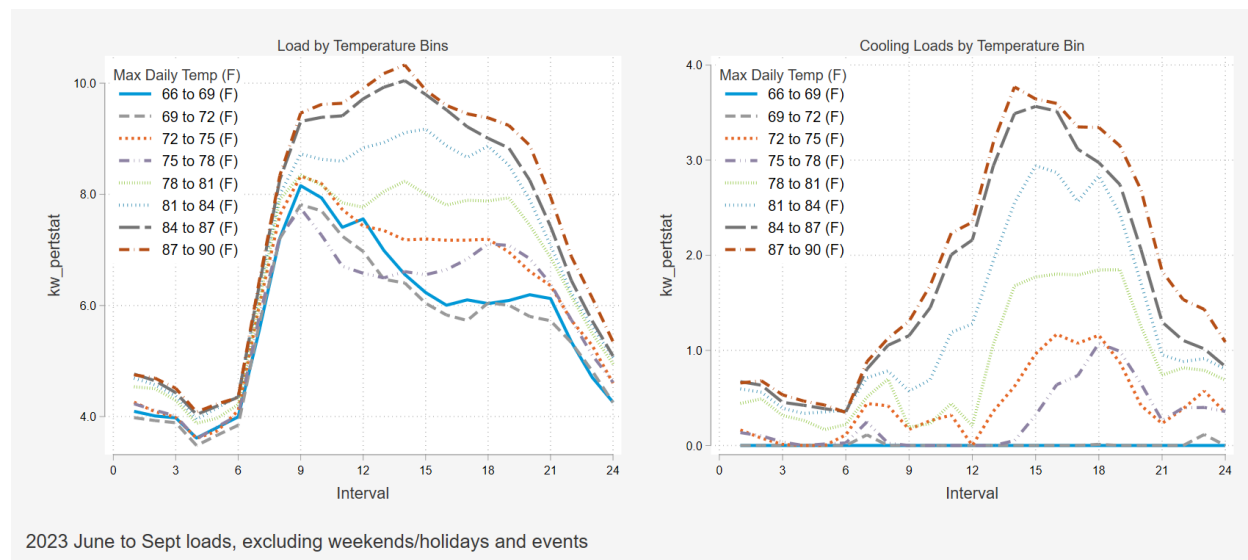 Load by Temperature Bins
Max Daily Temp (F)
66 to 69 (F)
69 to 72 (F)
72 to 75 (F)
75 to 78 (F)
78 to 81 (F)
81 to 84 (F)
84 to 87 (F)
87 to 90 (F)
kw_pertstat
10.0
8.0
6.0
4.0
0 3 6 9 12 15 18 21 24
Interval
Cooling Loads by Temperature Bin
Max Daily Temp (F)
66 to 69 (F)
69 to 72 (F)
72 to 75 (F)
75 to 78 (F)
78 to 81 (F)
81 to 84 (F)
84 to 87 (F)
87 to 90 (F)
kw_pertstat
4.0
3.0
2.0
1.0
0.0
0 3 6 9 12 15 18 21 24
Interval
2023 June to Sept loads, excluding weekends/holidays and events